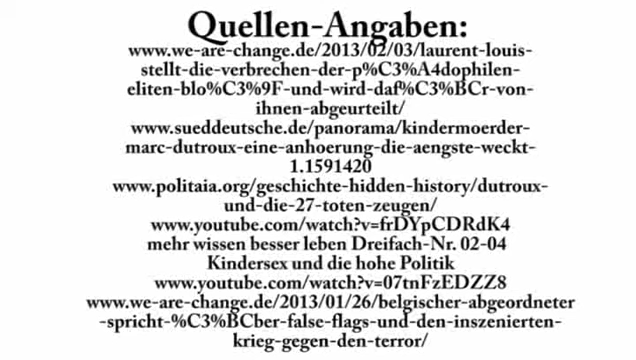 Quellen-Angaben:
www.we-are-change.de/2013/02/03/laurent-louis-
stellt-die-verbrechen-der-p%C3%A4dophilen-
eliten-blo%C3%9F-und-wird-daf%C3%BCr-von-
ihnen-abgeurteilt/
www.sueddeutsche.de/panorama/kindermoerder-
marc-dutroux-eine-anhoerung-die-aengste-weckt-
1.1591420
www.politaia.org/geschichte-hidden-history/dutroux-
und-die-27-toten-zeugen/
www.youtube.com/watch?v=frDYpCDRdK4
mehr wissen besser leben Dreifach-Nr. 02-04
Kindersex und die hohe Politik
www.youtube.com/watch?v=07tnFzEDZZ8
www.we-are-change.de/2013/01/26/belgischer-abgeordneter
-spricht-%C3%BCber-false-flags-und-den-inszenierten-
krieg-gegen-den-terror/